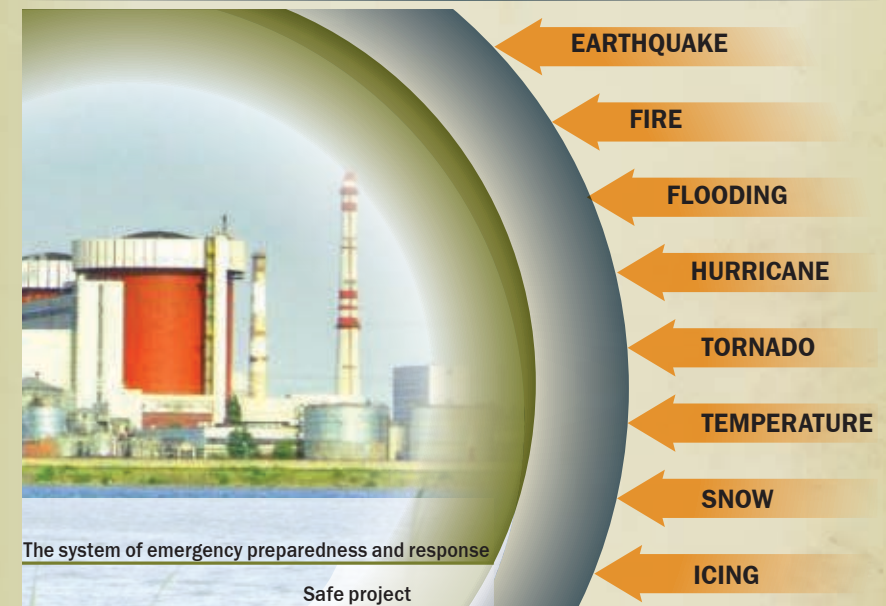 EARTHQUAKE
FIRE
FLOODING
HURRICANE
TORNADO
TEMPERATURE
SNOW
The system of emergency preparedness and response
ICING
Safe project